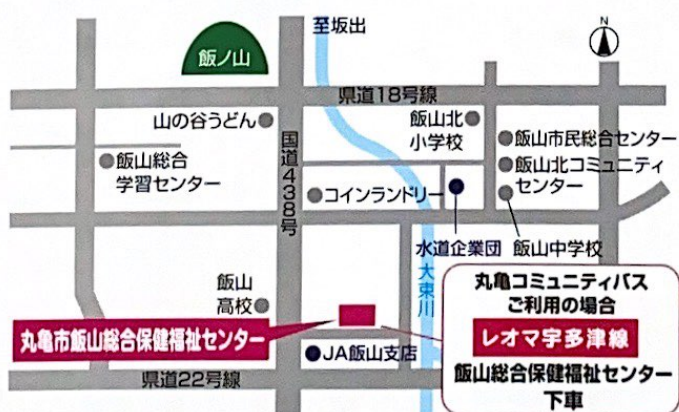 至坂出
N
飯ノ山
県道18号線
山の谷うどん
飯山北
小学校
飯山市民総合センター
飯山総合
学習センター
国道438号
飯山北コミュニティ
センター
コインランドリー
水道企業団
飯山中学校
大束川
飯山
高校
丸亀コミュニティバス
ご利用の場合
レオマ宇多津線
飯山総合保健福祉センター
下車
丸亀市飯山総合保健福祉センター
JA飯山支店
県道22号線